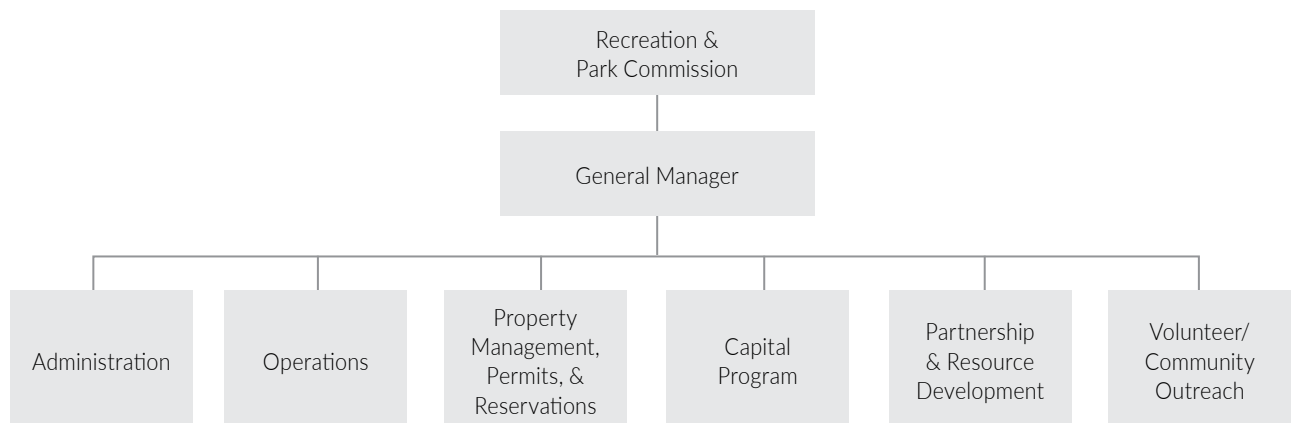 Recreation &
Park Commission
General Manager
Administration
Operations
Property
Management,
Permits, &
Reservations
Capital
Program
Partnership
& Resource
Development
Volunteer/
Community
Outreach